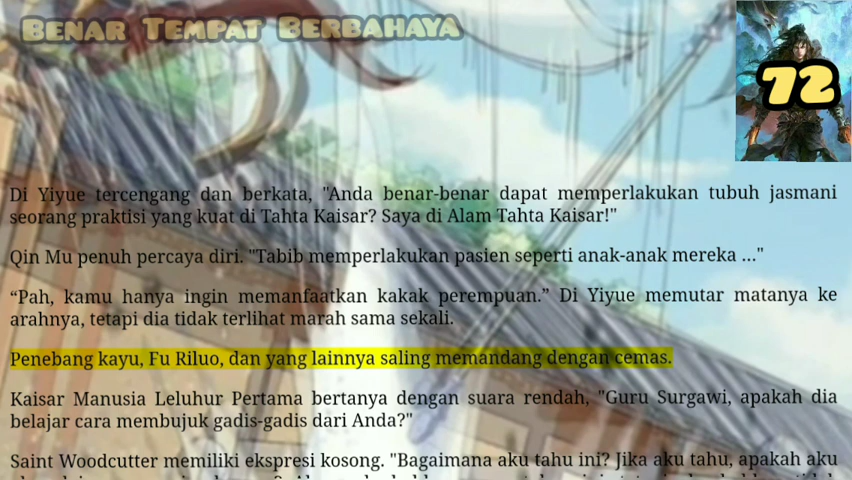 Benar Tempat Berbahaya
72
Di Yiyue tercengang dan berkata, "Anda benar-benar dapat memperlakukan tubuh jasmani
seorang praktisi yang kuat di Tahta Kaisar? Saya di Alam Tahta Kaisar!"
Qin Mu penuh percaya diri. "Tabib memperlakukan pasien seperti anak-anak mereka ..."
“Pah, kamu hanya ingin memanfaatkan kakak perempuan.” Di Yiyue memutar matanya ke
arahnya, tetapi dia tidak terlihat marah sama sekali.
Penebang kayu, Fu Riluo, dan yang lainnya saling memandang dengan cemas.
Kaisar Manusia Leluhur Pertama bertanya dengan suara rendah, "Guru Surgawi, apakah dia
belajar cara membujuk gadis-gadis dari Anda?"
Saint Woodcutter memiliki ekspresi kosong. "Bagaimana aku tahu ini? Jika aku tahu, apakah aku